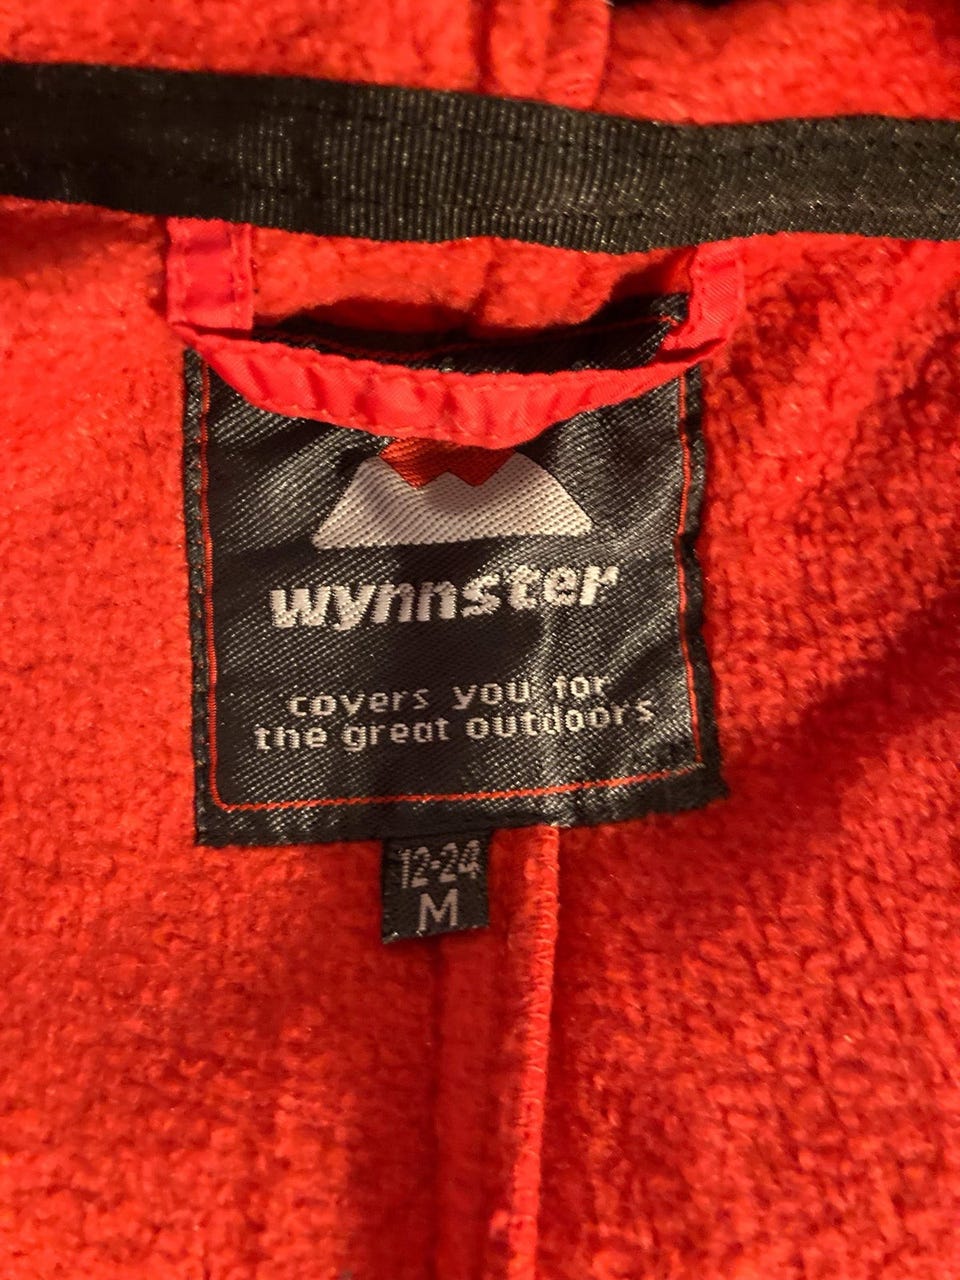 wynnster
covers you for
the great outdoors
12-24
M